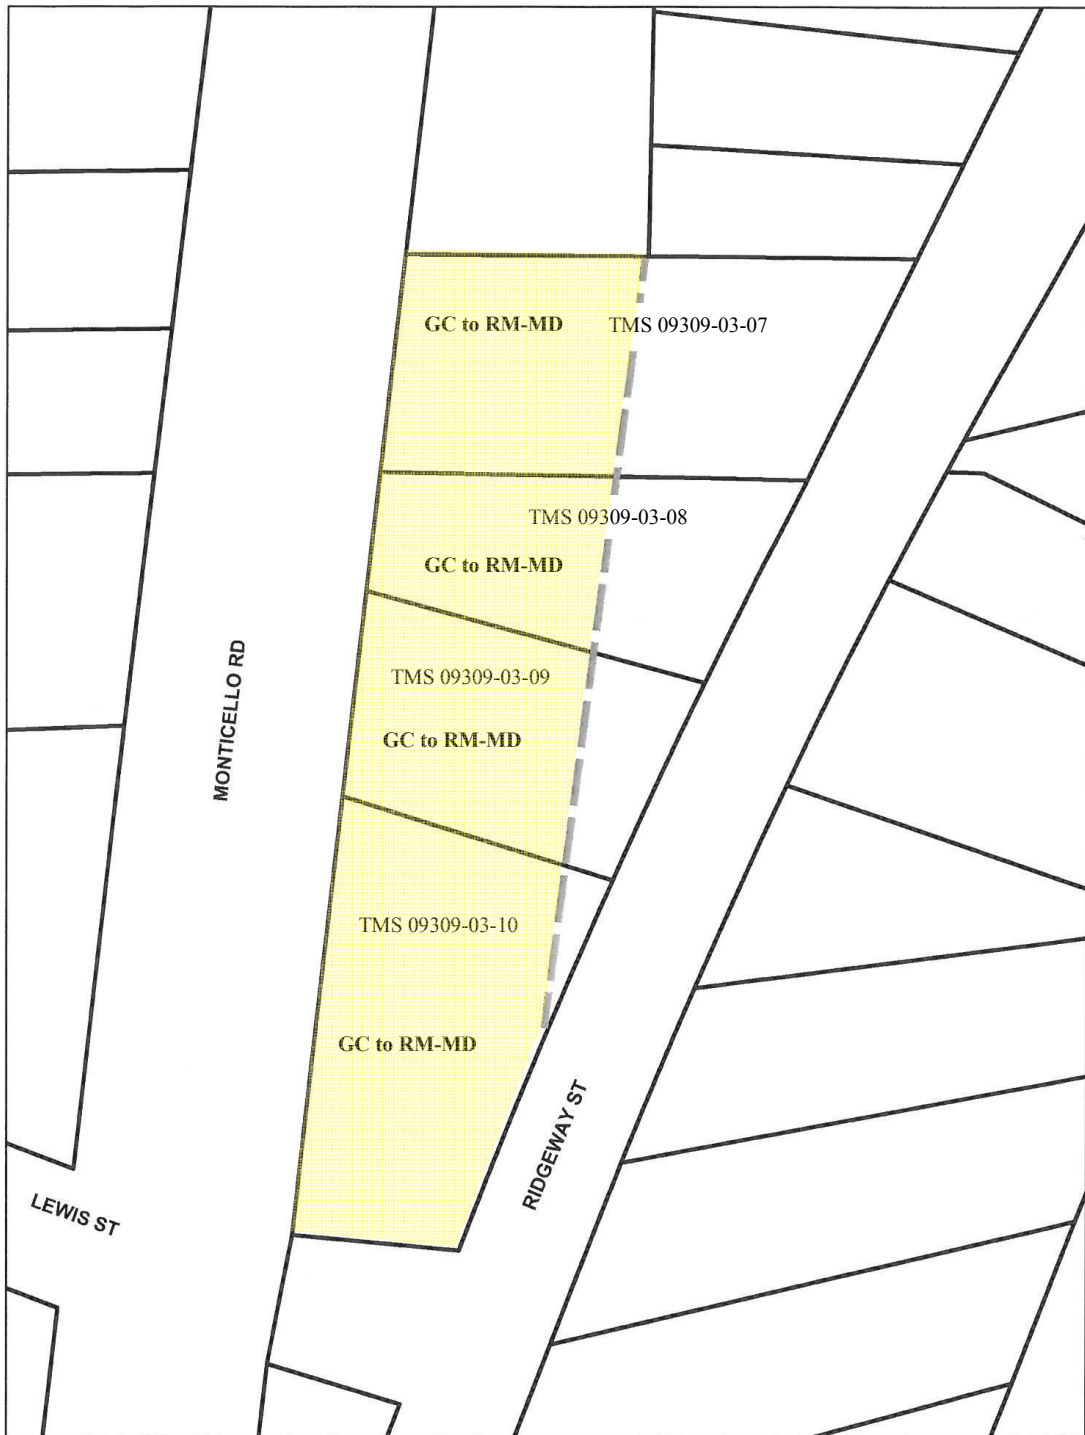 GC to RM-MD
TMS 09309-03-07
TMS 09309-03-08
GC to RM-MD
TMS 09309-03-09
MONTICELLO RD
GC to RM-MD
TMS 09309-03-10
GC to RM-MD
RIDGEWAY ST
LEWIS ST